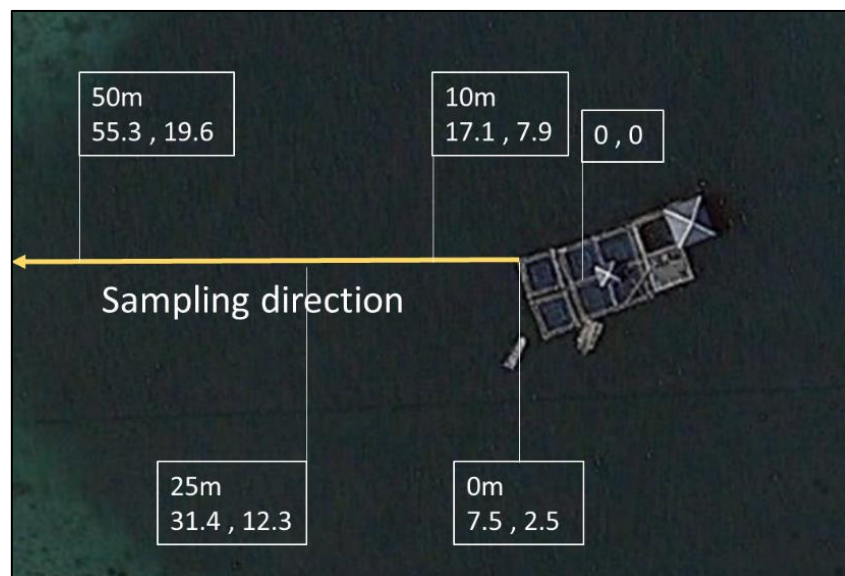 50m
55.3 , 19.6
10m
17.1 , 7.9
0 , 0
Sampling direction
25m
31.4 , 12.3
0m
7.5 , 2.5